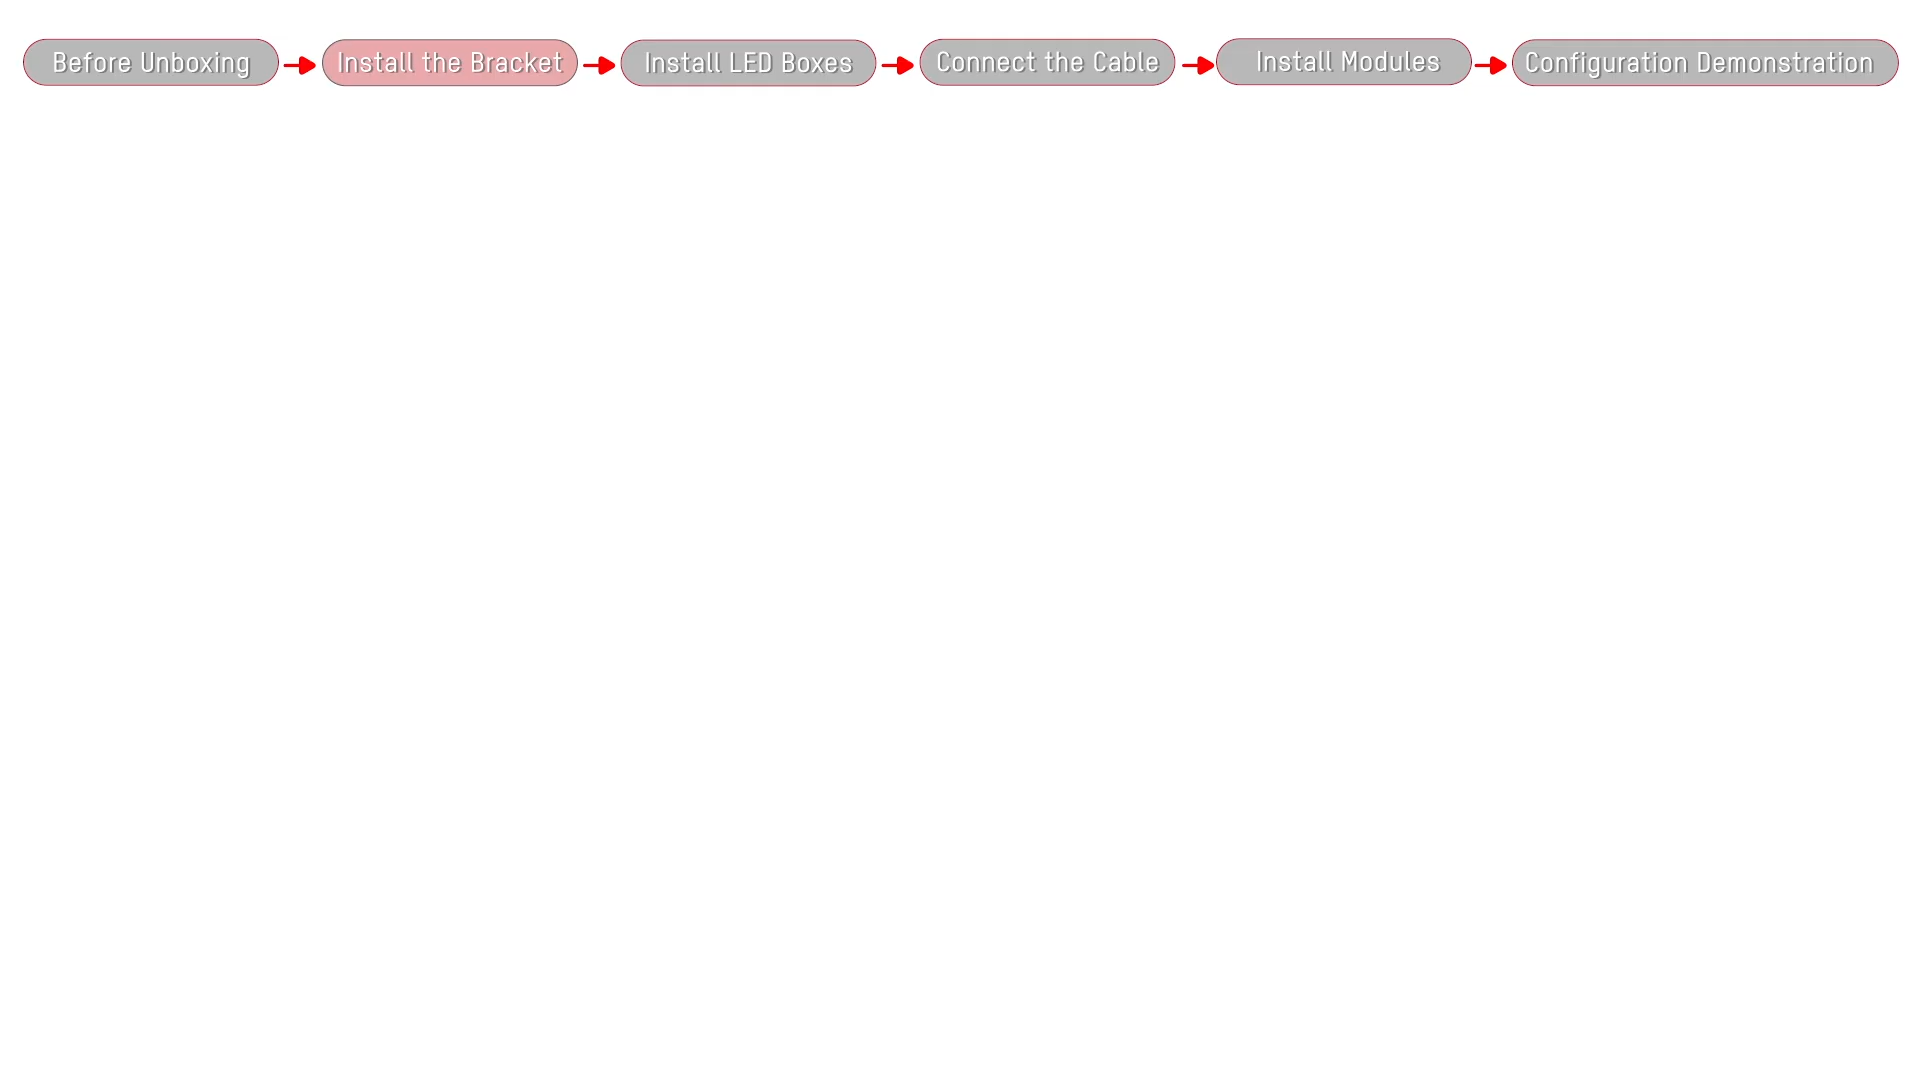 Before Unboxing
Install the Bracket
Install LED Boxes
Connect the Cable
Install Modules
Configuration Demonstration